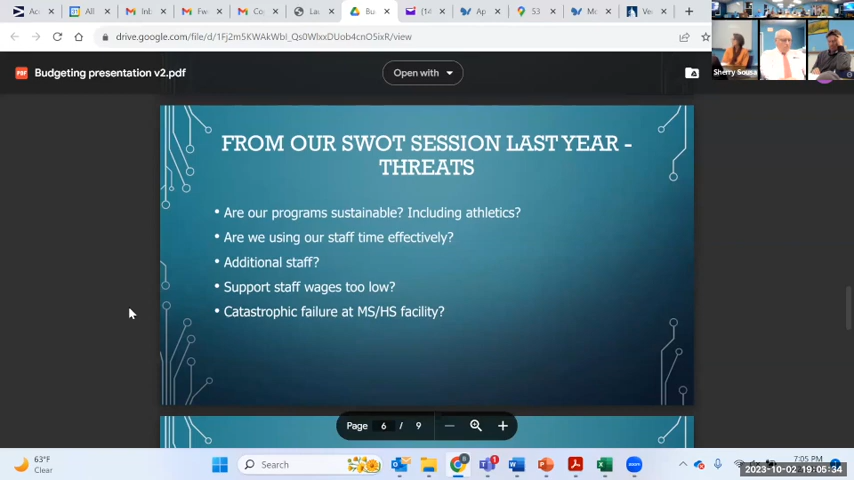 Inb
Fw
drive.google.com/file/d/1Fj2m5KWAkWbI_Qs0WlxxDUob4cnO5ixR/view
PDF
Budgeting presentation v2.pdf
Open with
Sherry Sousa
FROM OUR SWOT SESSION LAST YEAR -
THREATS
• Are our programs sustainable? Including athletics?
• Are we using our staff time effectively?
• Additional staff?
• Support staff wages too low?
• Catastrophic failure at MS/HS facility?
Page 6 / 9
63°F
Clear
Search
7:05 PM
2023-10-02 19:05:34